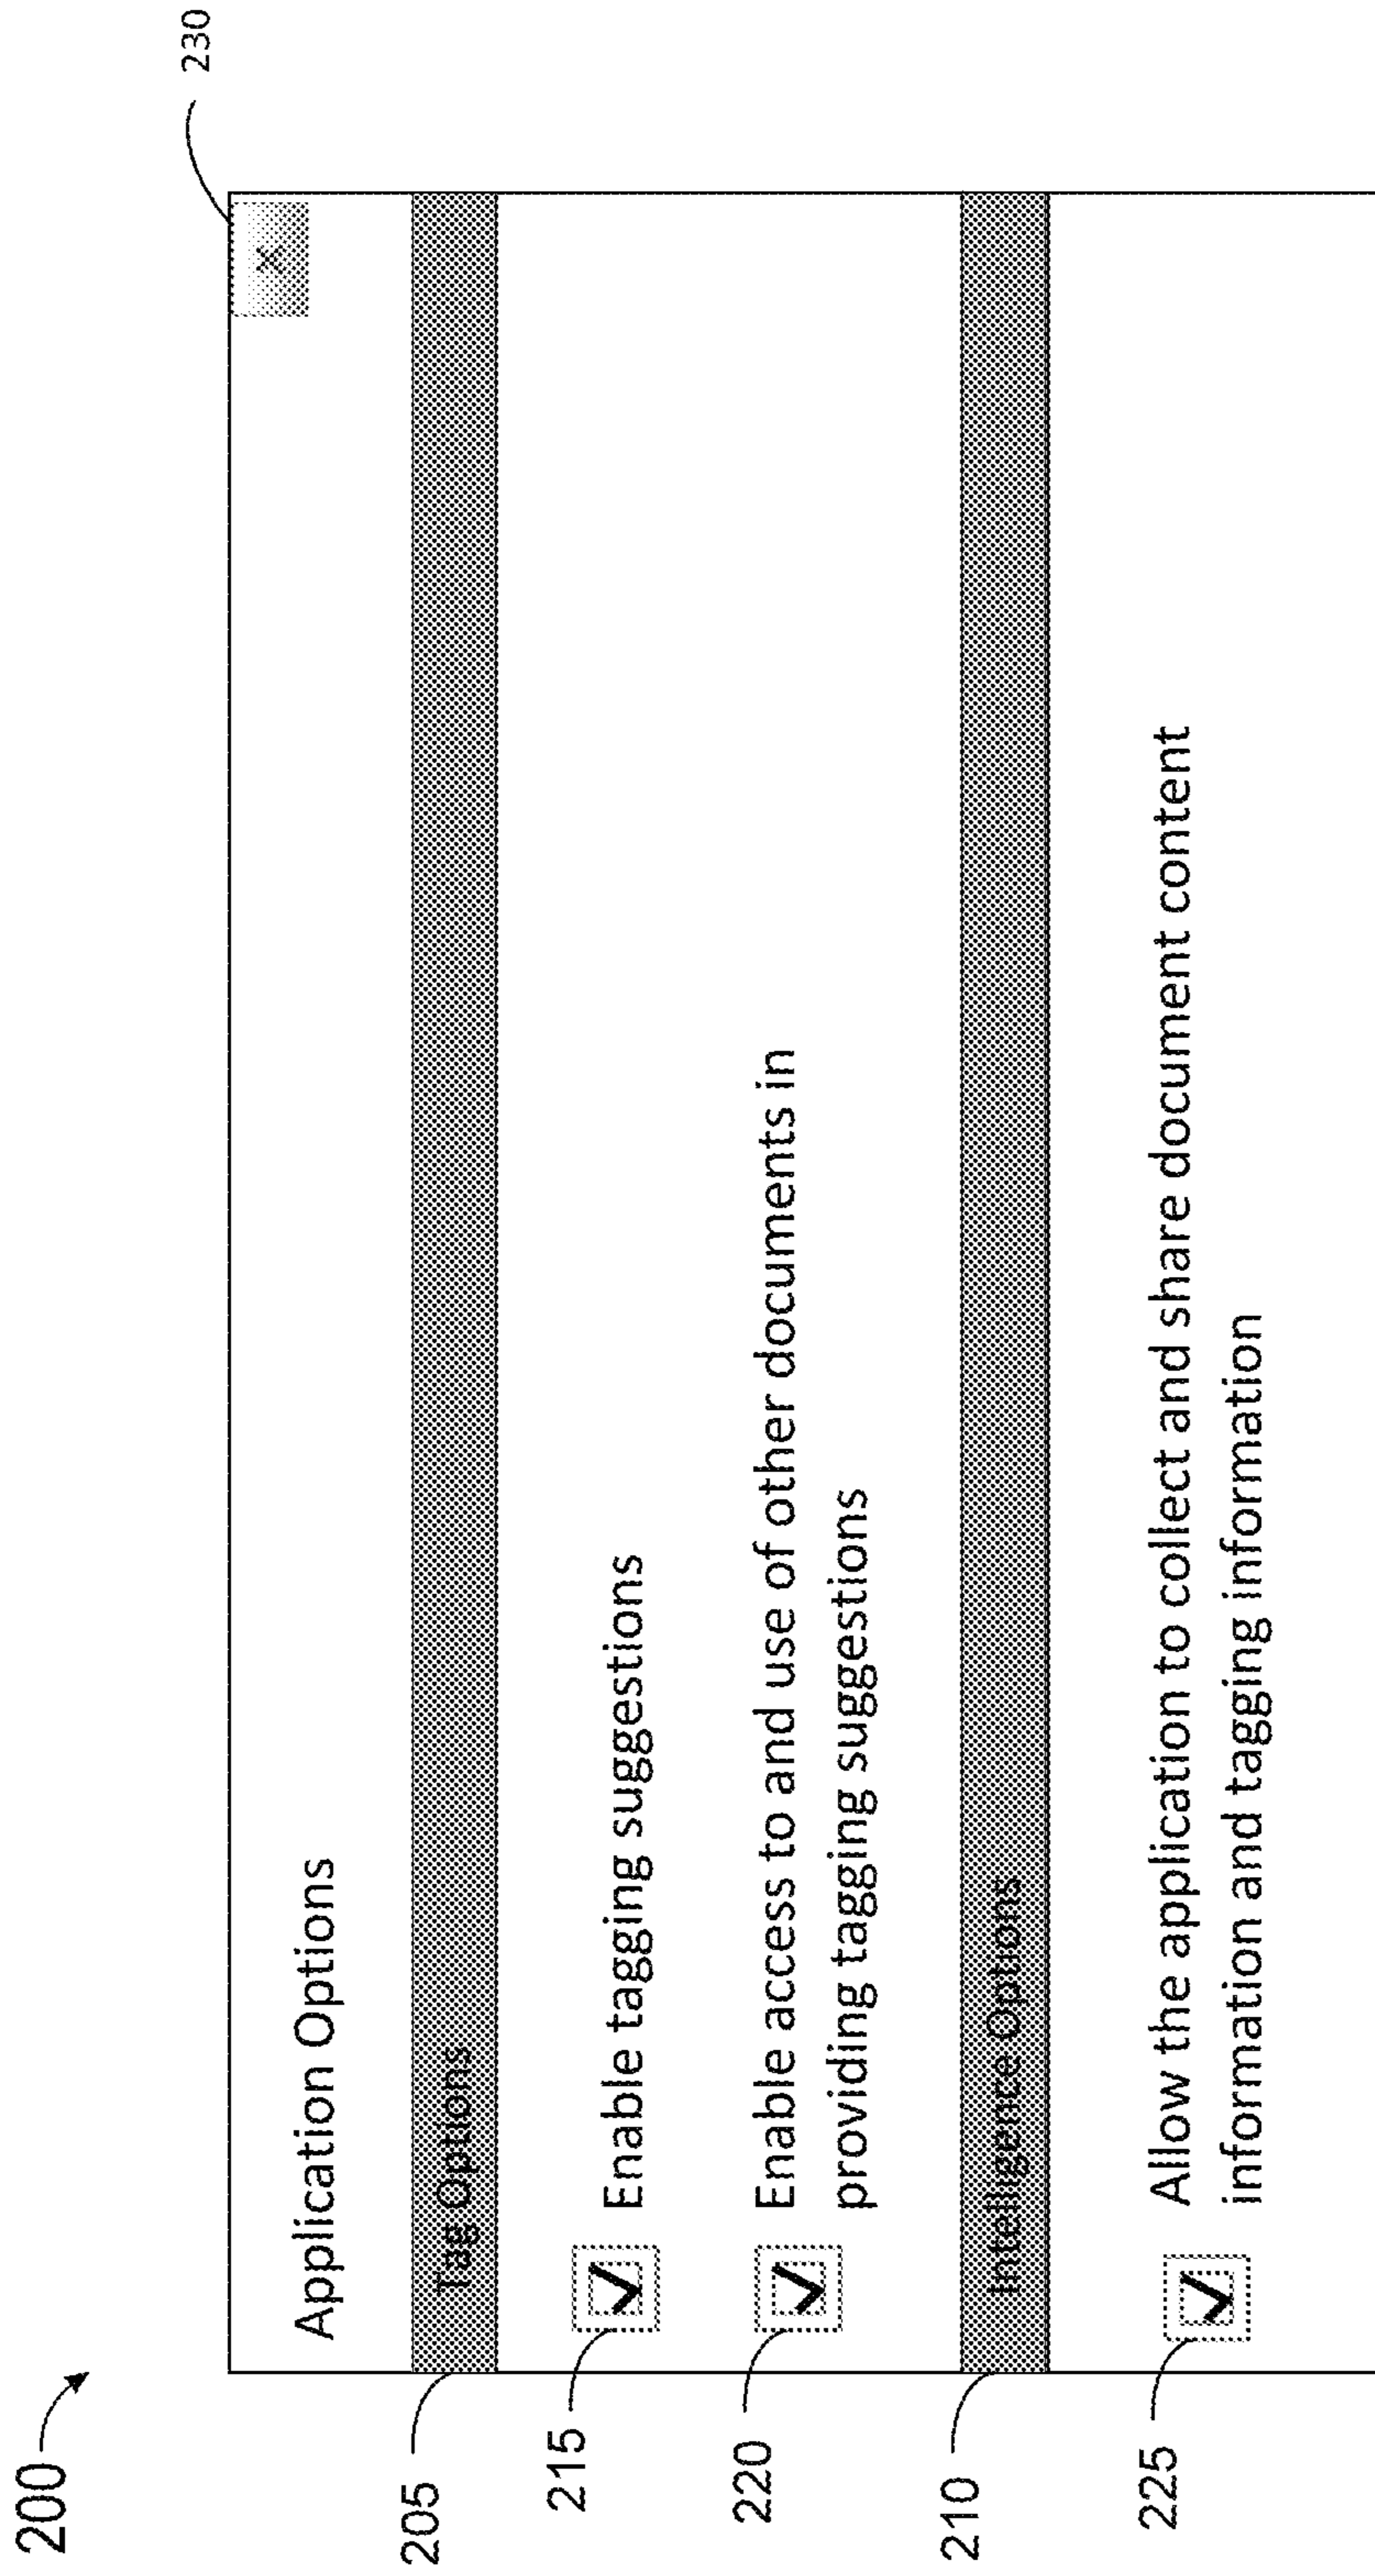 200
230
x
Application Options
205
Tag Options
215
Enable tagging suggestions
220
Enable access to and use of other documents in
providing tagging suggestions
210
Intelligence Options
225
Allow the application to collect and share document content
information and tagging information